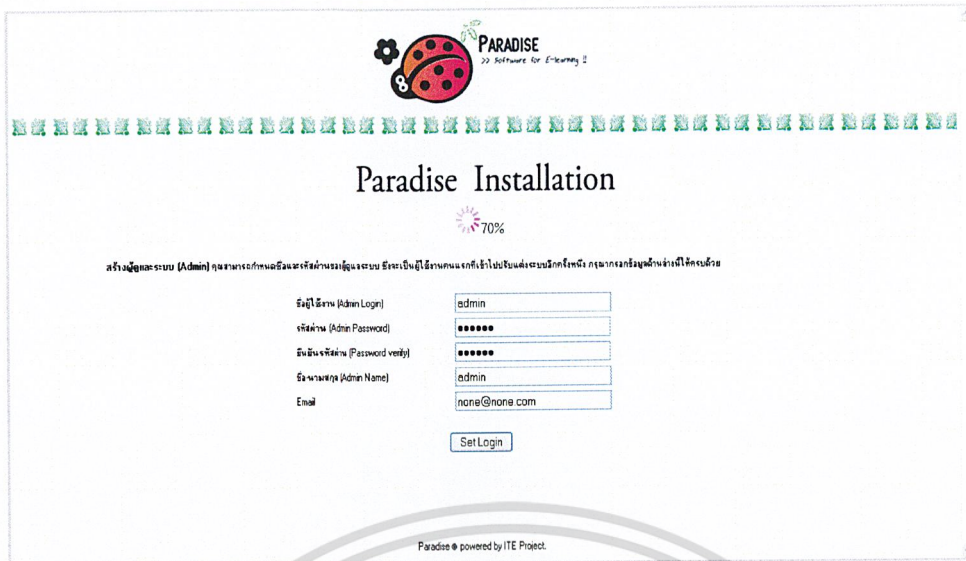 PARADISE
>> Software for E-learning !!
Paradise Installation
70%
สร้างผู้ดูแลระบบ (Admin) คุณสามารถกำหนดชื่อและรหัสผ่านของผู้ดูแลระบบ ซึ่งจะเป็นผู้ใช้งานคนแรกที่เข้าไปปรับแต่งระบบอีกครั้งหนึ่ง กรุณากรอกข้อมูลด้านล่างนี้ให้ครบด้วย
ชื่อผู้ใช้งาน (Admin Login) admin
รหัสผ่าน (Admin Password) ●●●●●●
ยืนยันรหัสผ่าน (Password verify) ●●●●●●
ชื่อ-นามสกุล (Admin Name) admin
Email none@none.com
Set Login
Paradise ⊕ powered by ITE Project.